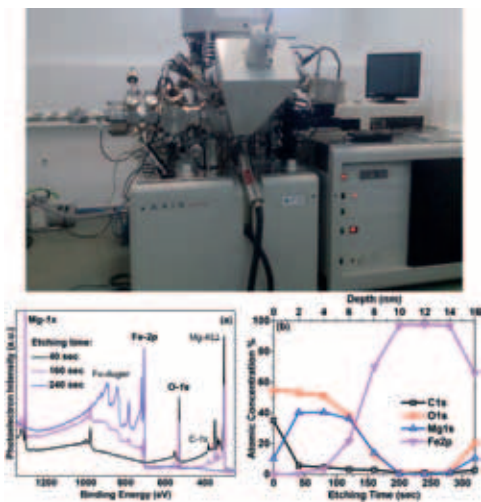 AXIS
Mg-1s
(a)
Etching time:
40 sec
160 sec
240 sec
Fe-Auger
Fe-2p
Mg-KLL
O-1s
C-1s
Photoelectron Intensity (a.u.)
1200 1000 800 600 400
Binding Energy (eV)
Depth (nm)
0 2 4 6 8 10 12 14 16
(b)
100
80
60
40
20
0
Atomic Concentration %
C1s
O1s
Mg1s
Fe2p
0 50 100 150 200 250 300
Etching Time (sec)